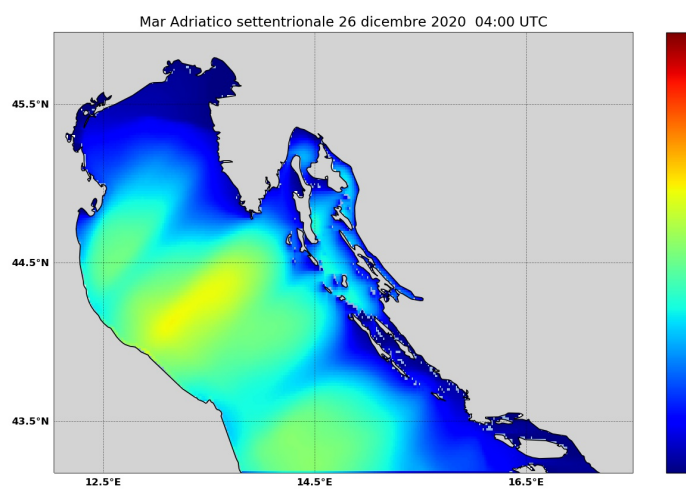 Mar Adriatico settentrionale 26 dicembre 2020  04:00 UTC
45.5°N
44.5°N
43.5°N
12.5°E
14.5°E
16.5°E